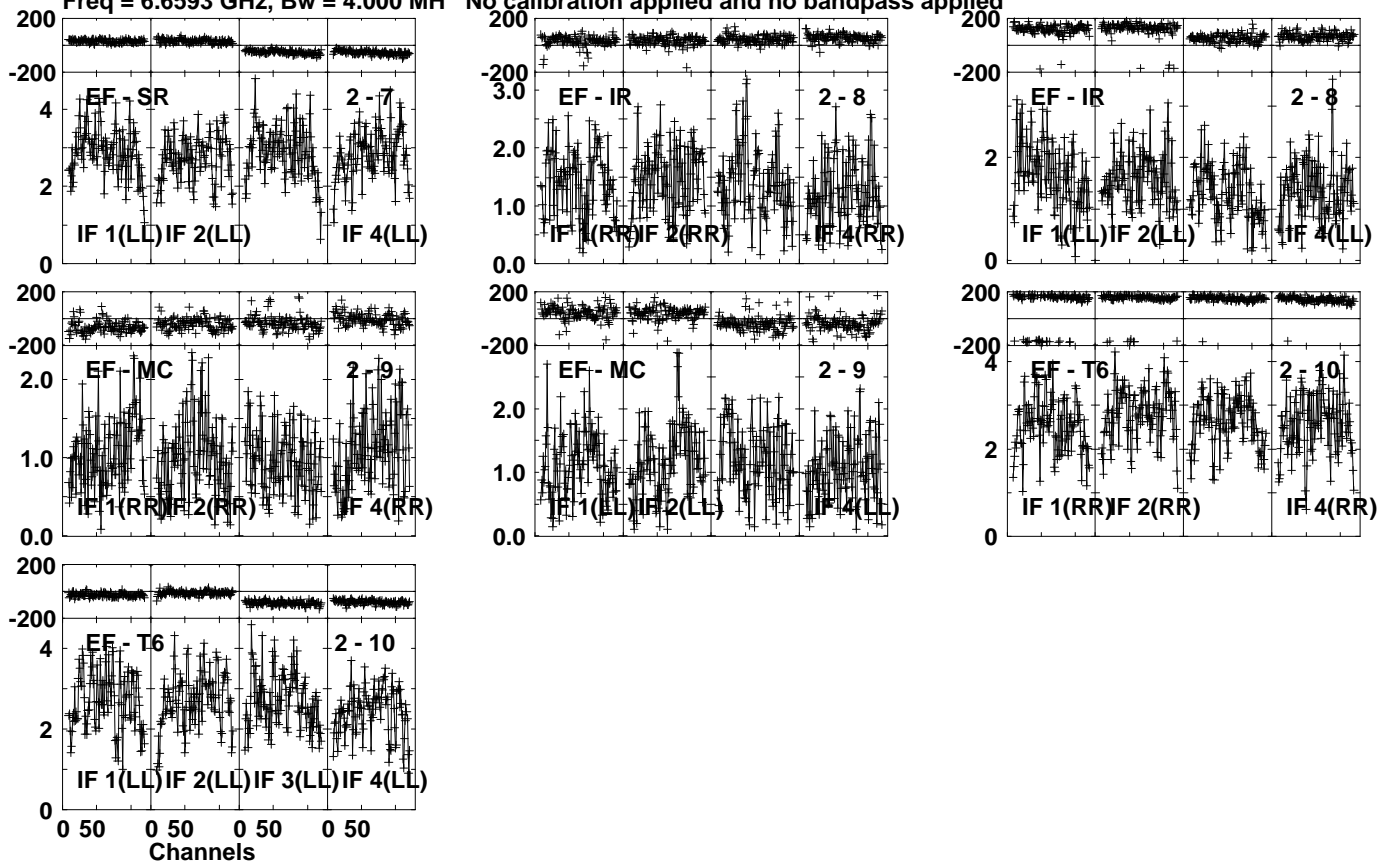 Freq = 6.6593 GHz, Bw = 4.000 MH No calibration applied and no bandpass applied
200
-200
EF - SR 2 - 7
4
2
0
IF 1(LL) IF 2(LL) IF 4(LL)
200
-200
3.0
EF - IR 2 - 8
2.0
1.0
0.0
IF 1(RR) IF 2(RR) IF 4(RR)
200
-200
EF - IR 2 - 8
2
0
IF 1(LL) IF 2(LL) IF 4(LL)
200
-200
EF - MC 2 - 9
2.0
1.0
0.0
IF 1(RR) IF 2(RR) IF 4(RR)
200
-200
EF - MC 2 - 9
2.0
1.0
0.0
IF 1(LL) IF 2(LL) IF 4(LL)
200
-200
4
EF - T6 2 - 10
2
0
IF 1(RR) IF 2(RR) IF 4(RR)
200
-200
EF - T6 2 - 10
4
2
0
IF 1(LL) IF 2(LL) IF 3(LL) IF 4(LL)
0 50 0 50 0 50 0 50
Channels